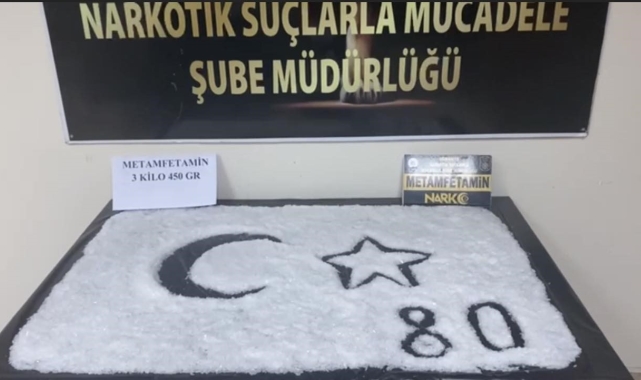 NARKOTİK SUÇLARLA MÜCADELE
ŞUBE MÜDÜRLÜĞÜ
METAMFETAMİN
3 KİLO 450 GR
METAMFETAMİN
NARKO
80